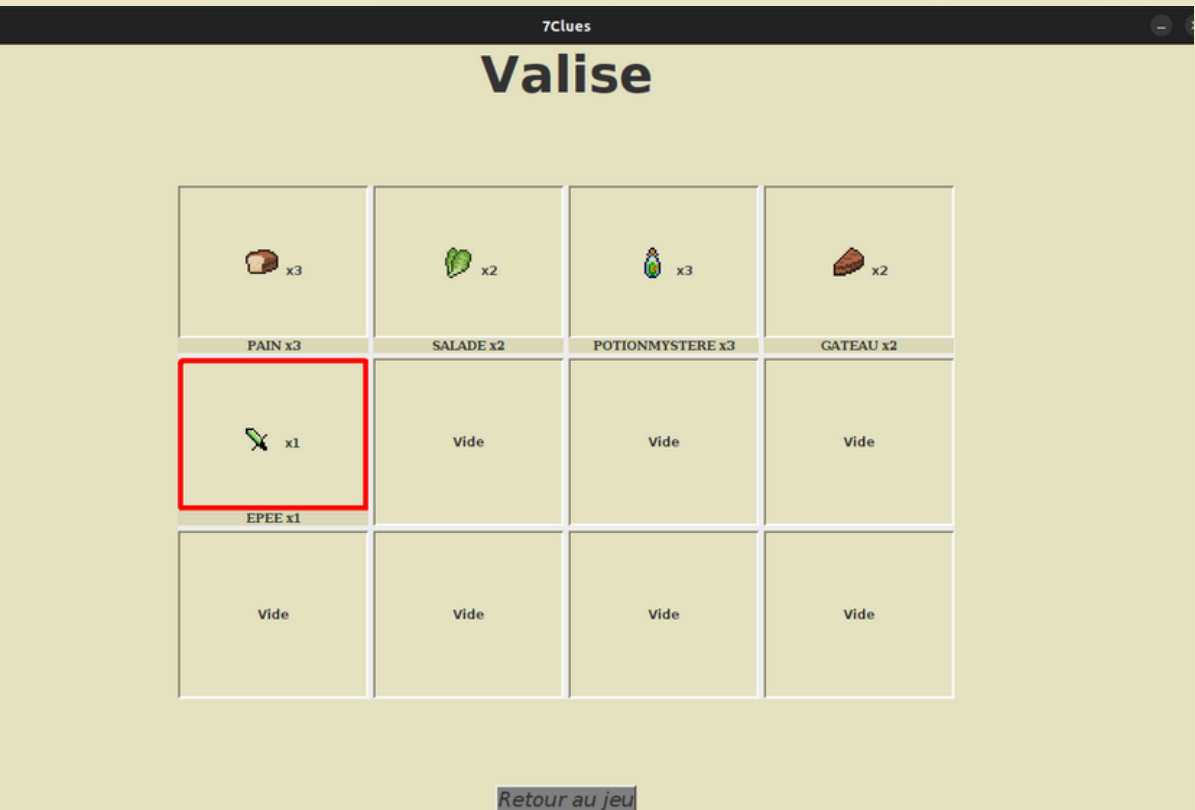 7Clues
Valise
x3
x2
x3
x2
PAIN x3
SALADE x2
POTIONMYSTERE x3
GATEAU x2
x1
Vide
Vide
Vide
EPEE x1
Vide
Vide
Vide
Vide
Retour au jeu